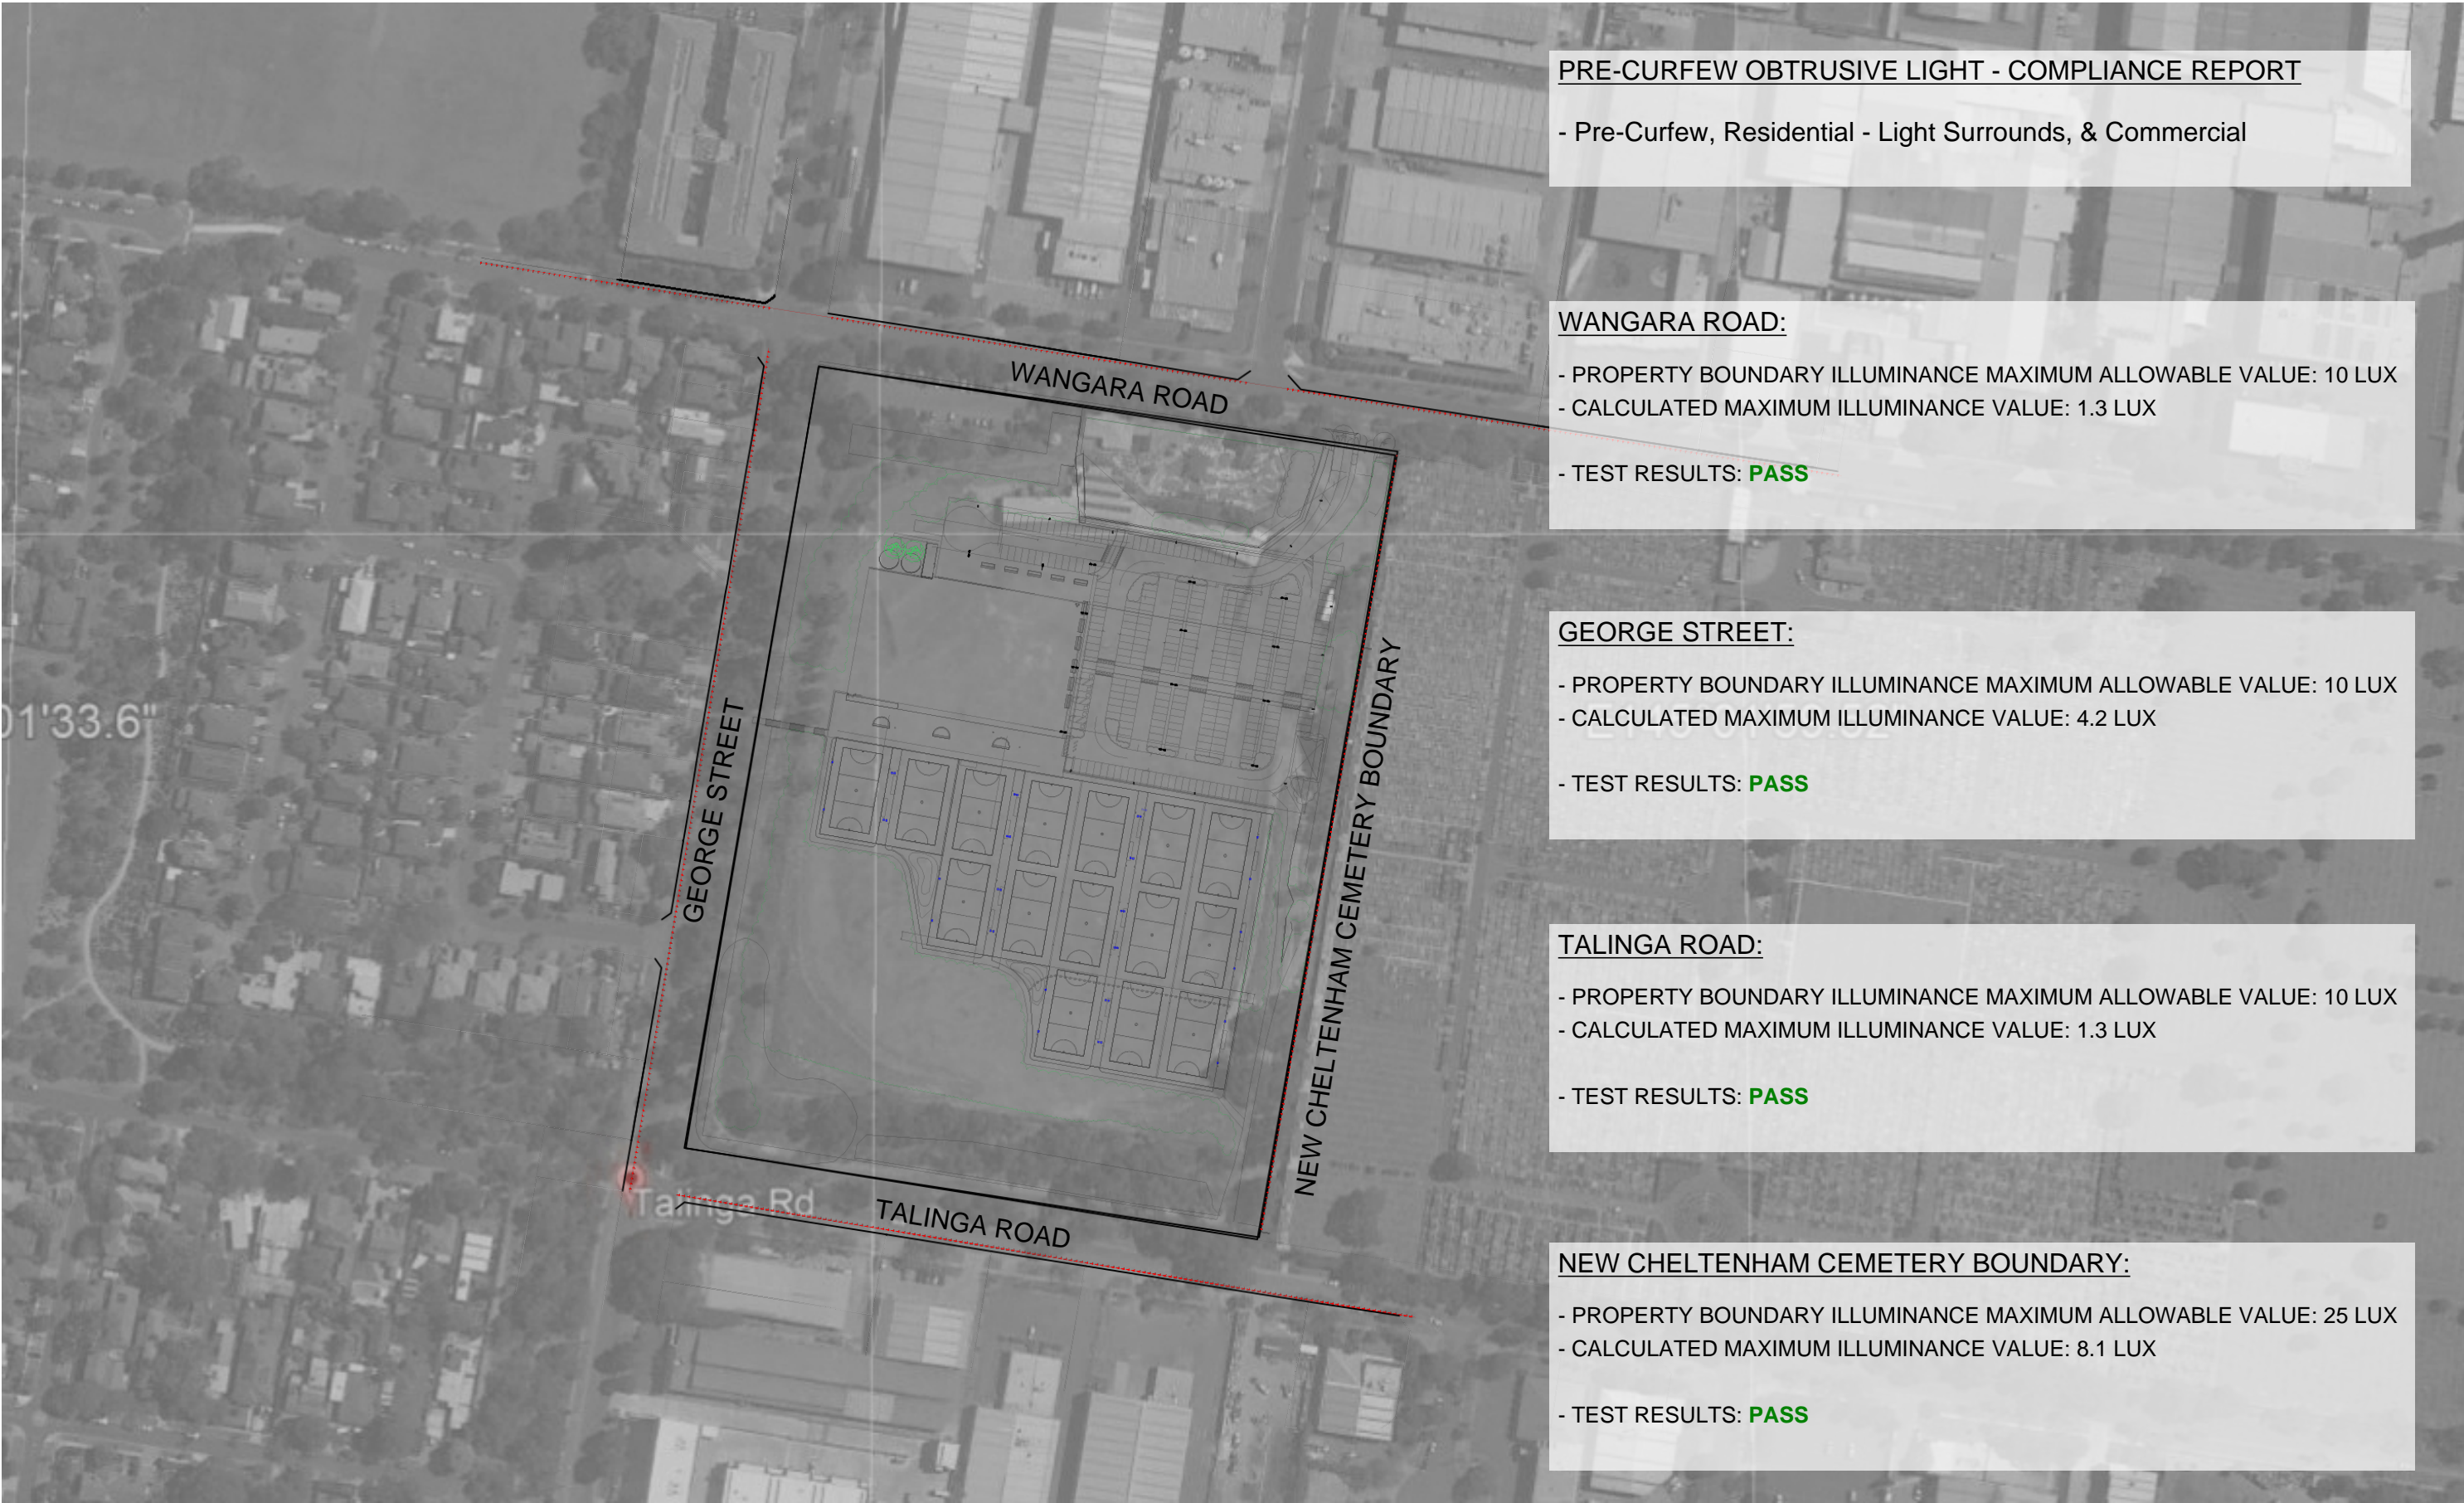 PRE-CURFEW OBTRUSIVE LIGHT - COMPLIANCE REPORT
- Pre-Curfew, Residential - Light Surrounds, & Commercial
WANGARA ROAD:
- PROPERTY BOUNDARY ILLUMINANCE MAXIMUM ALLOWABLE VALUE: 10 LUX
- CALCULATED MAXIMUM ILLUMINANCE VALUE: 1.3 LUX
- TEST RESULTS: PASS
GEORGE STREET:
- PROPERTY BOUNDARY ILLUMINANCE MAXIMUM ALLOWABLE VALUE: 10 LUX
- CALCULATED MAXIMUM ILLUMINANCE VALUE: 4.2 LUX
- TEST RESULTS: PASS
TALINGA ROAD:
- PROPERTY BOUNDARY ILLUMINANCE MAXIMUM ALLOWABLE VALUE: 10 LUX
- CALCULATED MAXIMUM ILLUMINANCE VALUE: 1.3 LUX
- TEST RESULTS: PASS
NEW CHELTENHAM CEMETERY BOUNDARY:
- PROPERTY BOUNDARY ILLUMINANCE MAXIMUM ALLOWABLE VALUE: 25 LUX
- CALCULATED MAXIMUM ILLUMINANCE VALUE: 8.1 LUX
- TEST RESULTS: PASS
WANGARA ROAD
GEORGE STREET
NEW CHELTENHAM CEMETERY BOUNDARY
TALINGA ROAD
Talinga Rd
01'33.6"